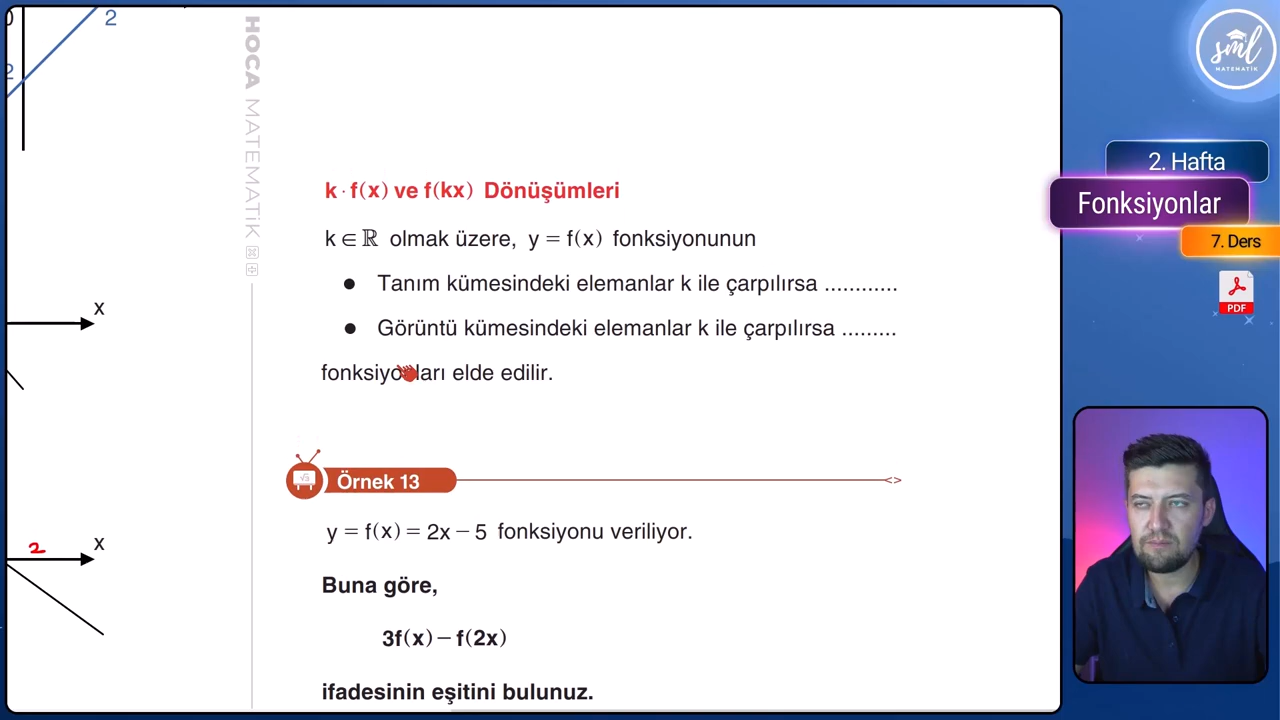 2
HOCA MATEMATİK
k · f(x) ve f(kx) Dönüşümleri
k ∈ ℝ olmak üzere, y = f(x) fonksiyonunun
● Tanım kümesindeki elemanlar k ile çarpılırsa ............
● Görüntü kümesindeki elemanlar k ile çarpılırsa .........
fonksiyonları elde edilir.
x
√5
Örnek 13
<>
y = f(x) = 2x − 5 fonksiyonu veriliyor.
2
x
Buna göre,
3f(x) − f(2x)
ifadesinin eşitini bulunuz.
sml
MATEMATİK
2. Hafta
Fonksiyonlar
7. Ders
PDF